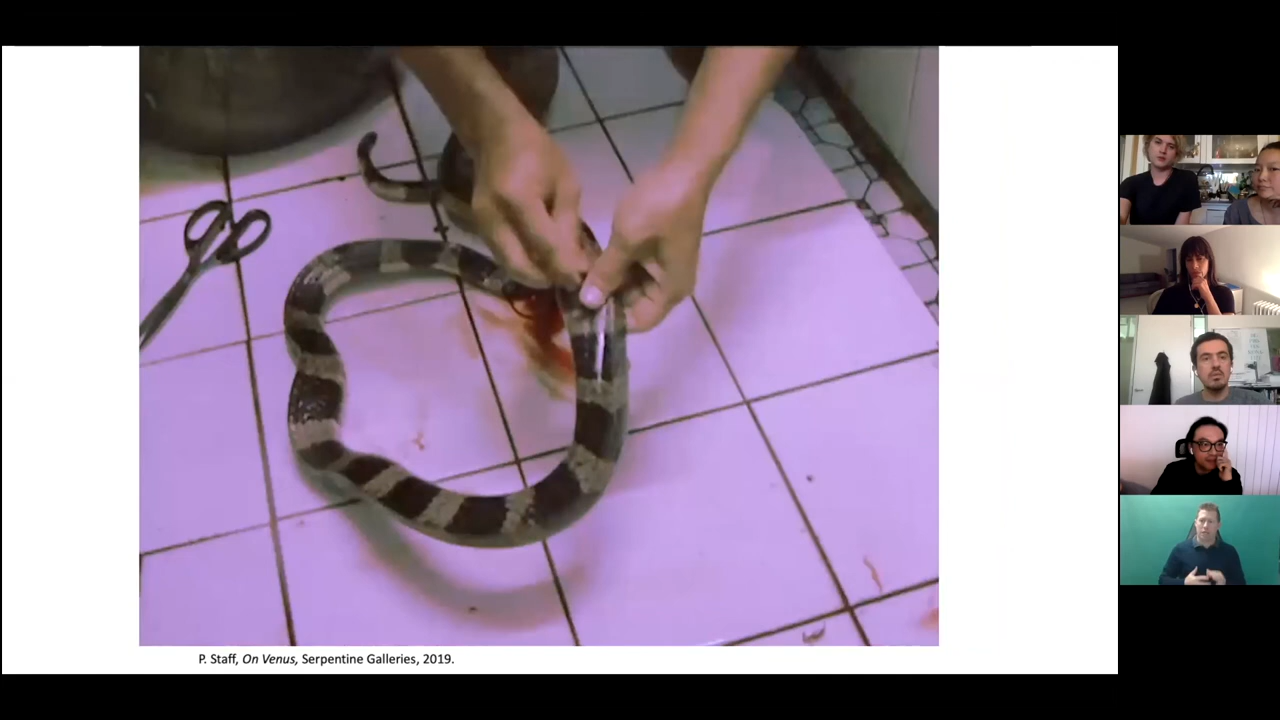 P. Staff, On Venus, Serpentine Galleries, 2019.